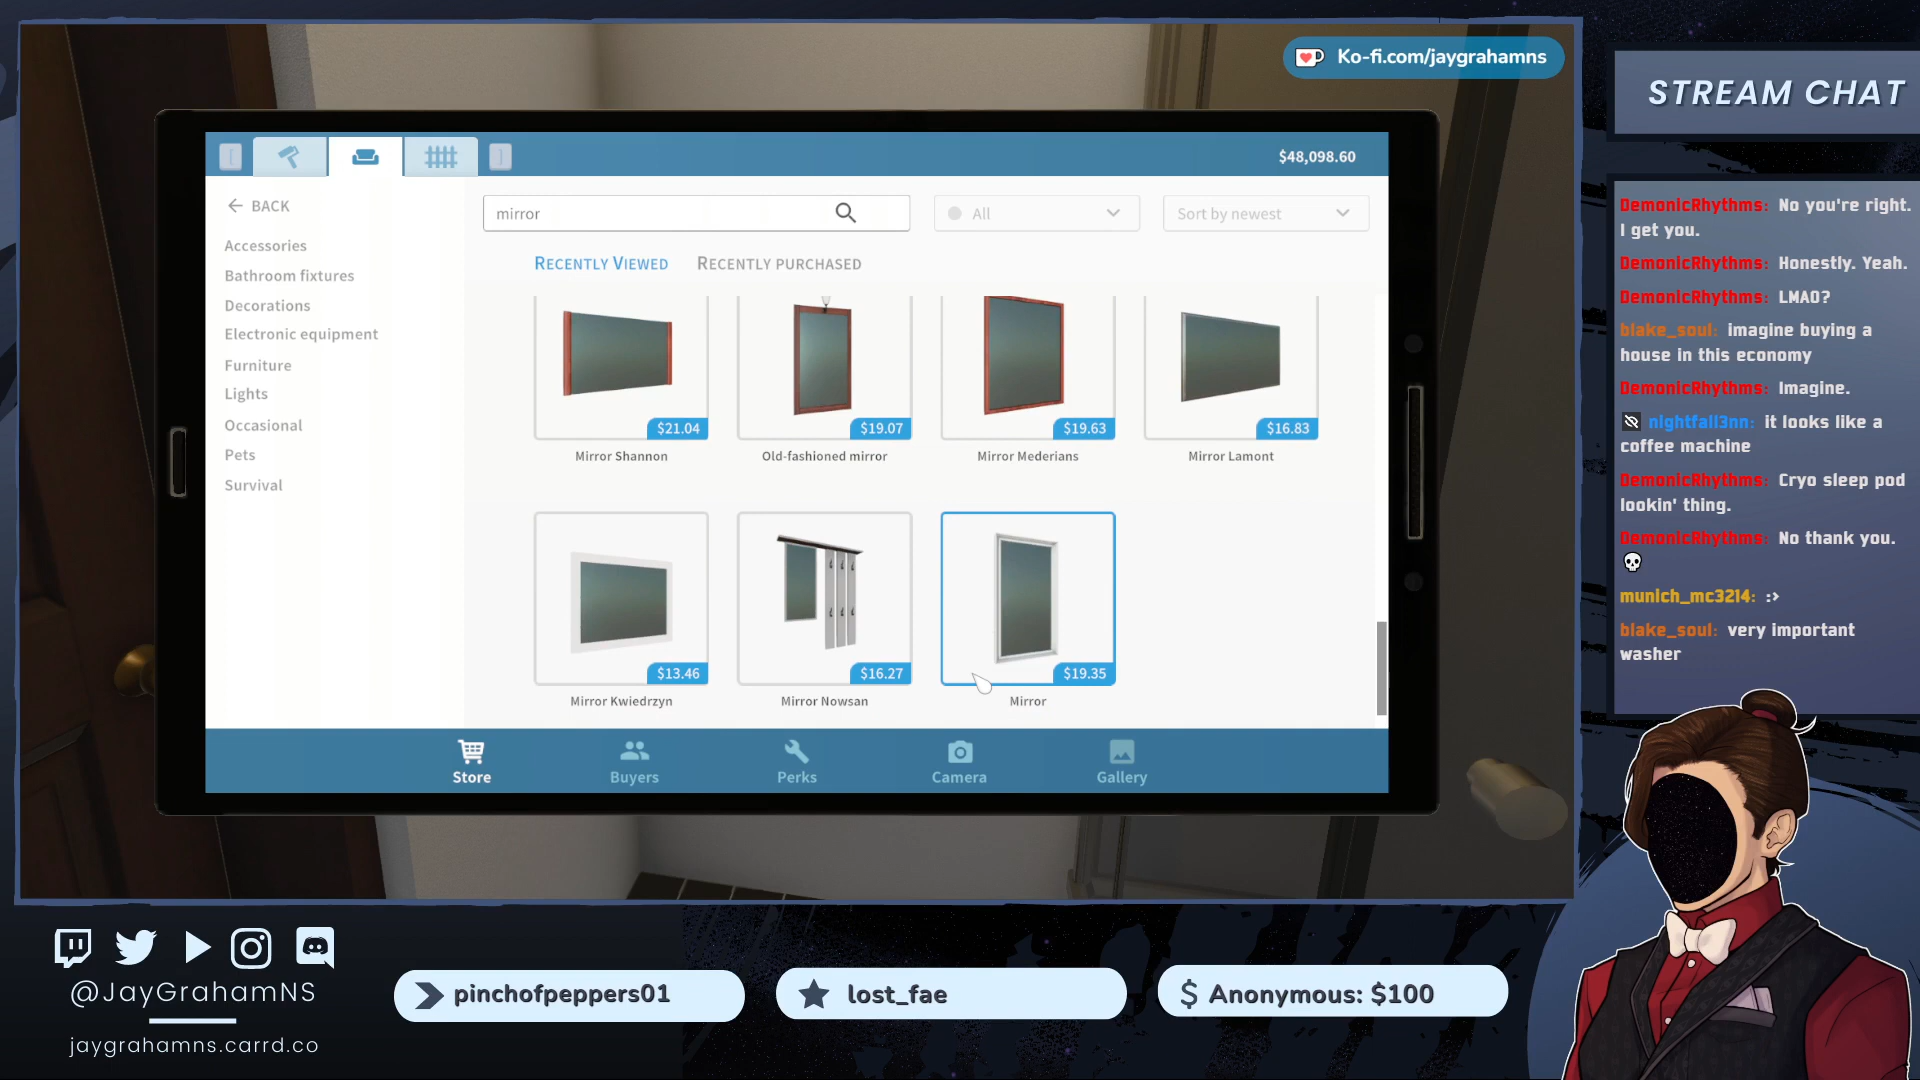 Ko-fi.com/jaygrahamns
STREAM CHAT
$48,098.60
BACK
mirror
All
Sort by newest
Accessories
Bathroom fixtures
Decorations
Electronic equipment
Furniture
Lights
Occasional
Pets
Survival
RECENTLY VIEWED
RECENTLY PURCHASED
$21.04
$19.07
$19.63
$16.83
Mirror Shannon
Old-fashioned mirror
Mirror Mederians
Mirror Lamont
$13.46
$16.27
$19.35
Mirror Kwiedrzyn
Mirror Nowsan
Mirror
Store
Buyers
Perks
Camera
Gallery
DemonicRhythms: No you're right.
I get you.
DemonicRhythms: Honestly. Yeah.
DemonicRhythms: LMAO?
blake_soul: imagine buying a
house in this economy
DemonicRhythms: Imagine.
nightfall3nn: it looks like a
coffee machine
DemonicRhythms: Cryo sleep pod
lookin' thing.
DemonicRhythms: No thank you.
munich_mc3214: :>
blake_soul: very important
washer
@JayGrahamNS
jaygrahamns.carrd.co
pinchofpeppers01
lost_fae
$ Anonymous: $100